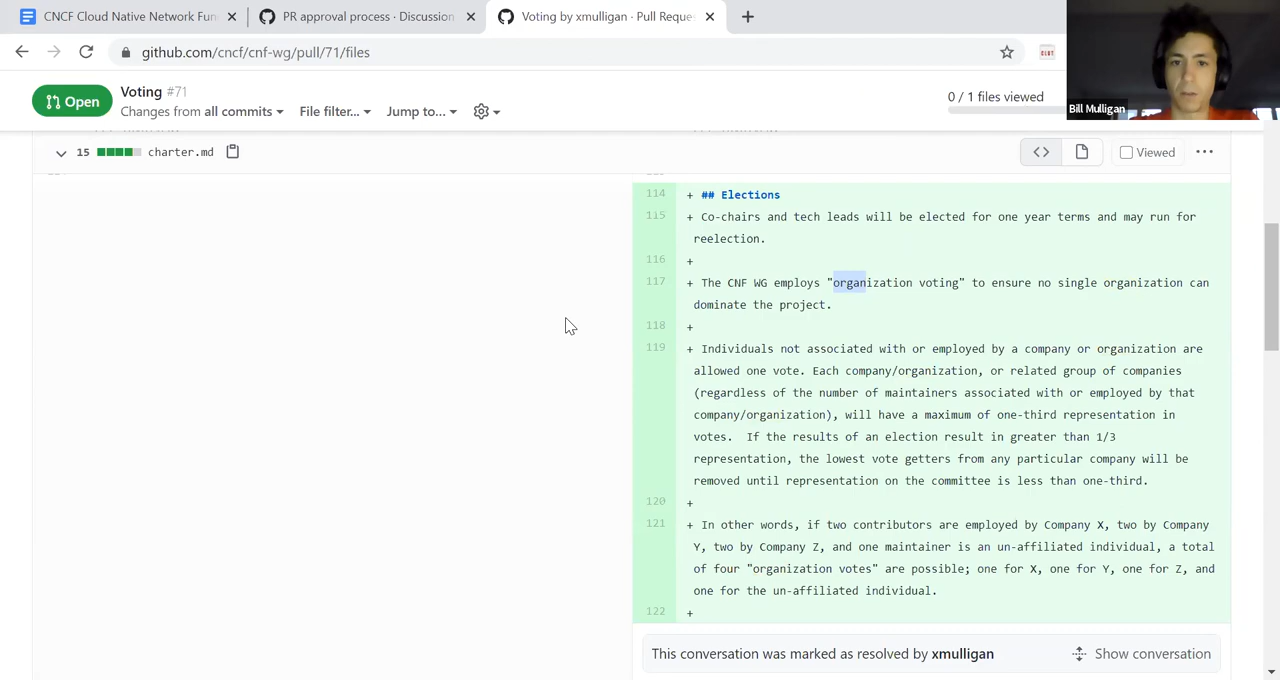 CNCF Cloud Native Network Fun
PR approval process · Discussion
Voting by xmulligan · Pull Reque
github.com/cncf/cnf-wg/pull/71/files
Bill Mulligan
Open
Voting #71
Changes from all commits
File filter...
Jump to...
0 / 1 files viewed
15
charter.md
Viewed
114 + ## Elections
115 + Co-chairs and tech leads will be elected for one year terms and may run for
reelection.
116 +
117 + The CNF WG employs "organization voting" to ensure no single organization can
dominate the project.
118 +
119 + Individuals not associated with or employed by a company or organization are
allowed one vote. Each company/organization, or related group of companies
(regardless of the number of maintainers associated with or employed by that
company/organization), will have a maximum of one-third representation in
votes.  If the results of an election result in greater than 1/3
representation, the lowest vote getters from any particular company will be
removed until representation on the committee is less than one-third.
120 +
121 + In other words, if two contributors are employed by Company X, two by Company
Y, two by Company Z, and one maintainer is an un-affiliated individual, a total
of four "organization votes" are possible; one for X, one for Y, one for Z, and
one for the un-affiliated individual.
122 +
This conversation was marked as resolved by xmulligan
Show conversation